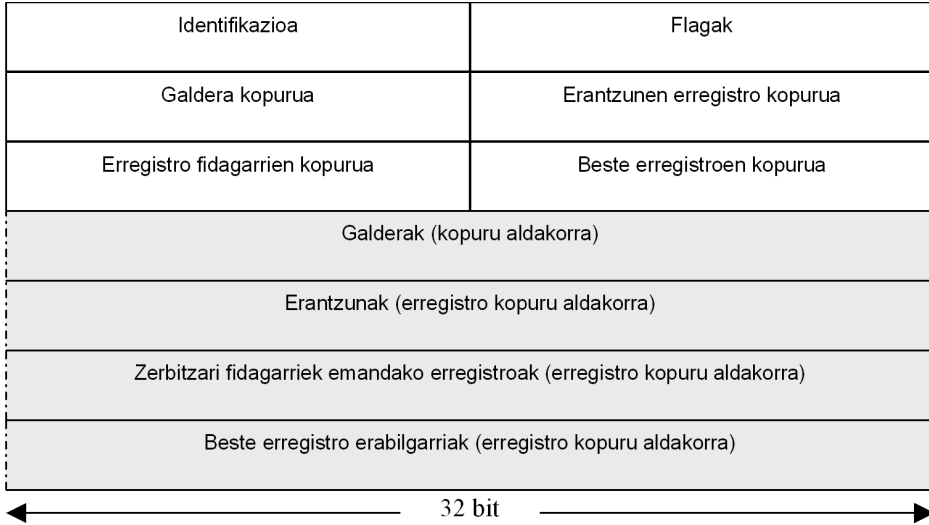 Identifikazioa
Flagak
Galdera kopurua
Erantzunen erregistro kopurua
Erregistro fidagarrien kopurua
Beste erregistroen kopurua
Galderak (kopuru aldakorra)
Erantzunak (erregistro kopuru aldakorra)
Zerbitzari fidagarriek emandako erregistroak (erregistro kopuru aldakorra)
Beste erregistro erabilgarriak (erregistro kopuru aldakorra)
32 bit